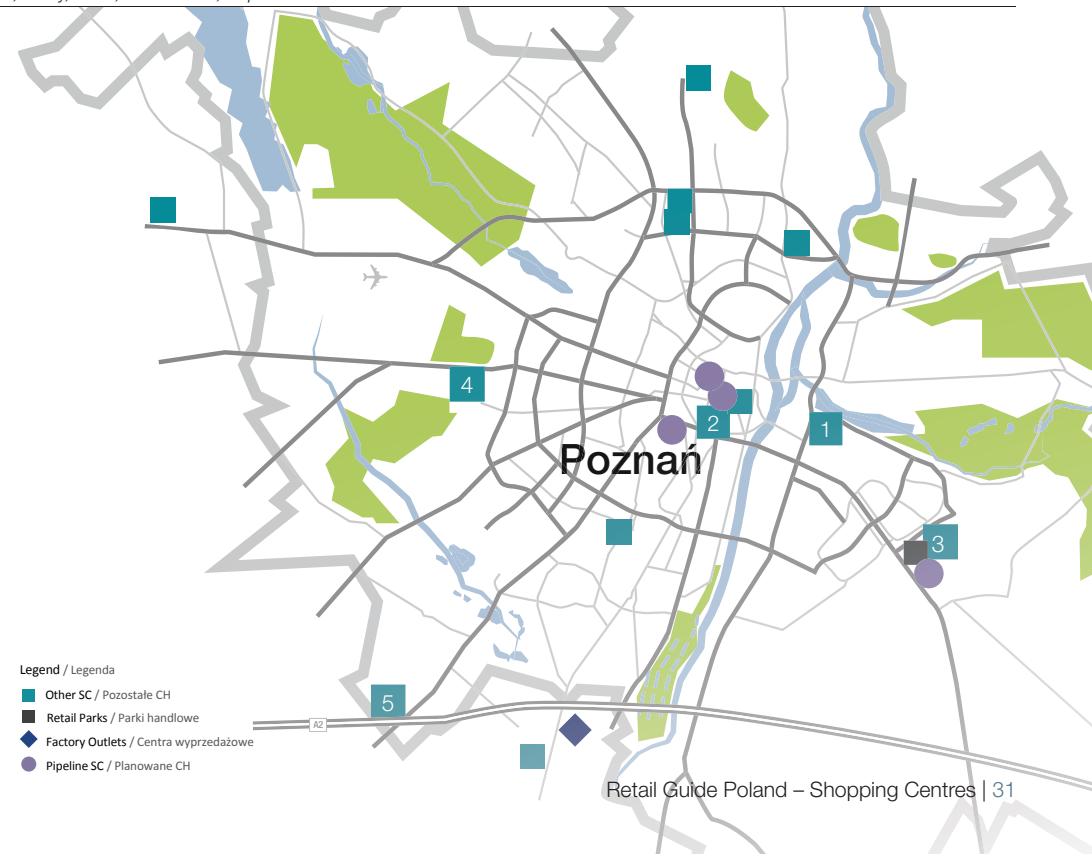 4
2
1
Poznań
3
5
A2
Legend / Legenda
Other SC / Pozostałe CH
Retail Parks / Parki handlowe
Factory Outlets / Centra wyprzedażowe
Pipeline SC / Planowane CH
Retail Guide Poland – Shopping Centres | 31